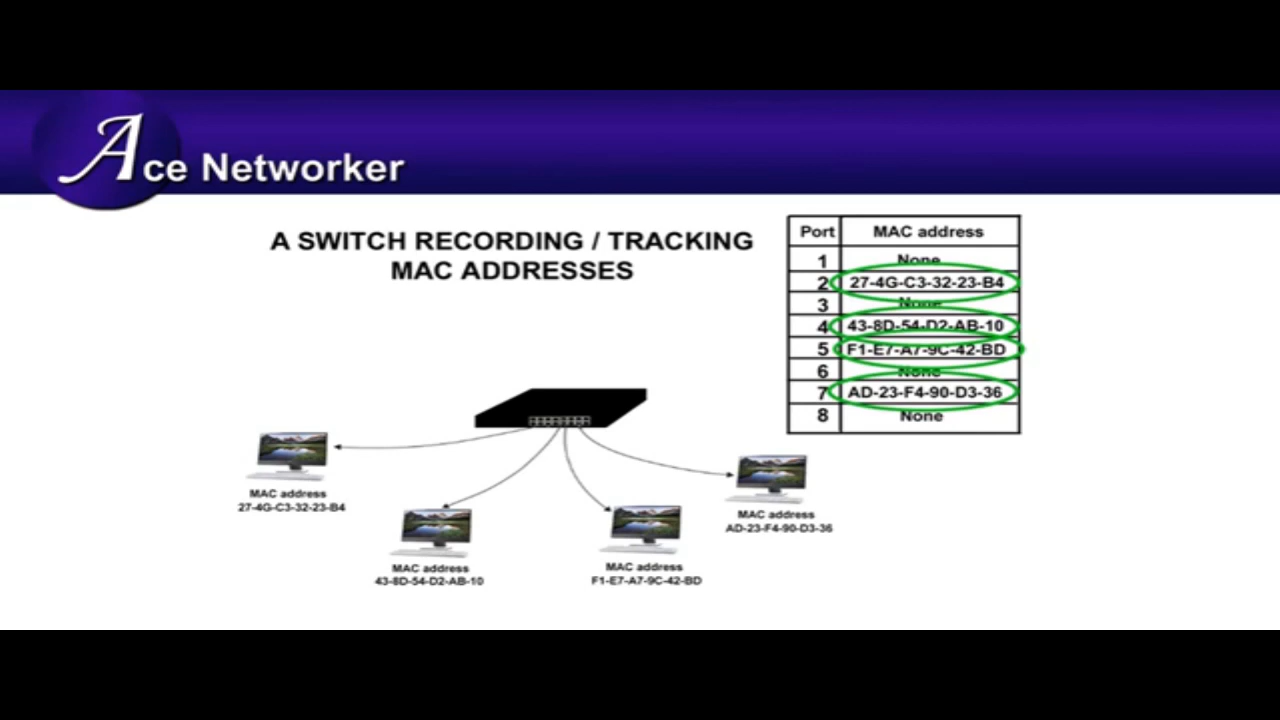 Ace Networker
A SWITCH RECORDING / TRACKING
MAC ADDRESSES
Port MAC address
1 None
2 27-4G-C3-32-23-B4
3 None
4 43-8D-54-D2-AB-10
5 F1-E7-A7-9C-42-BD
6 None
7 AD-23-F4-90-D3-36
8 None
MAC address
27-4G-C3-32-23-B4
MAC address
43-8D-54-D2-AB-10
MAC address
F1-E7-A7-9C-42-BD
MAC address
AD-23-F4-90-D3-36